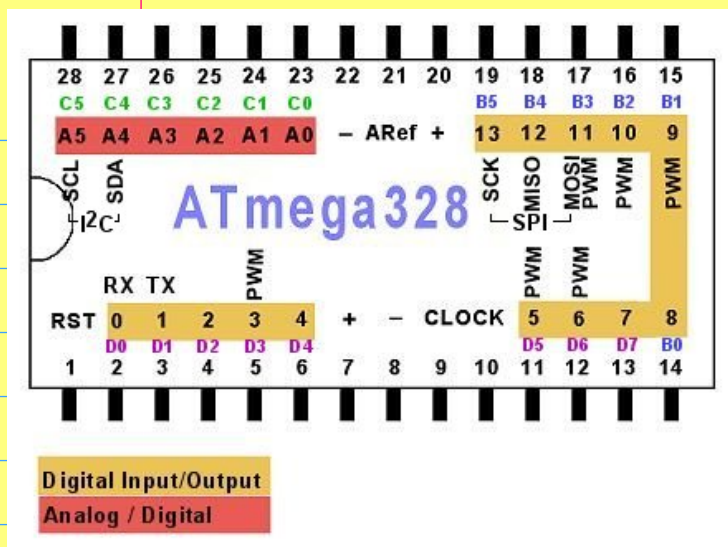 28 27 26 25 24 23 22 21 20 19 18 17 16 15
C5 C4 C3 C2 C1 C0 B5 B4 B3 B2 B1
A5 A4 A3 A2 A1 A0 – ARef + 13 12 11 10 9
SCL SDA SCK MISO MOSI PWM PWM PWM
I²C SPI
ATmega328
RX TX PWM PWM PWM
RST 0 1 2 3 4 + – CLOCK 5 6 7 8
D0 D1 D2 D3 D4 D5 D6 D7 B0
1 2 3 4 5 6 7 8 9 10 11 12 13 14
Digital Input/Output
Analog / Digital